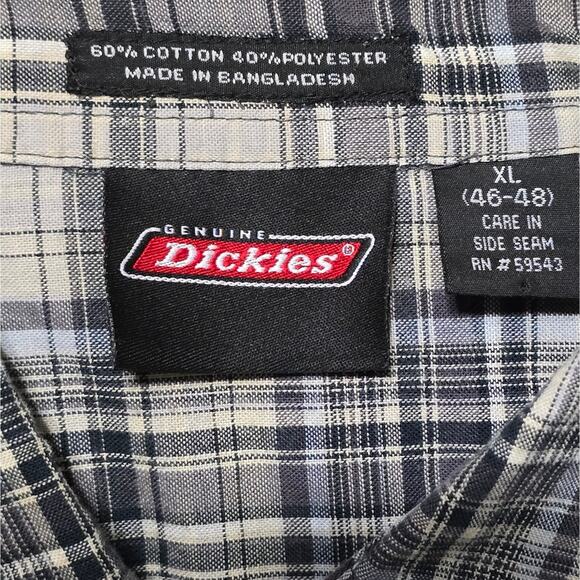 60% COTTON 40% POLYESTER
MADE IN BANGLADESH
GENUINE
Dickies®
XL
(46-48)
CARE IN
SIDE SEAM
RN #59543